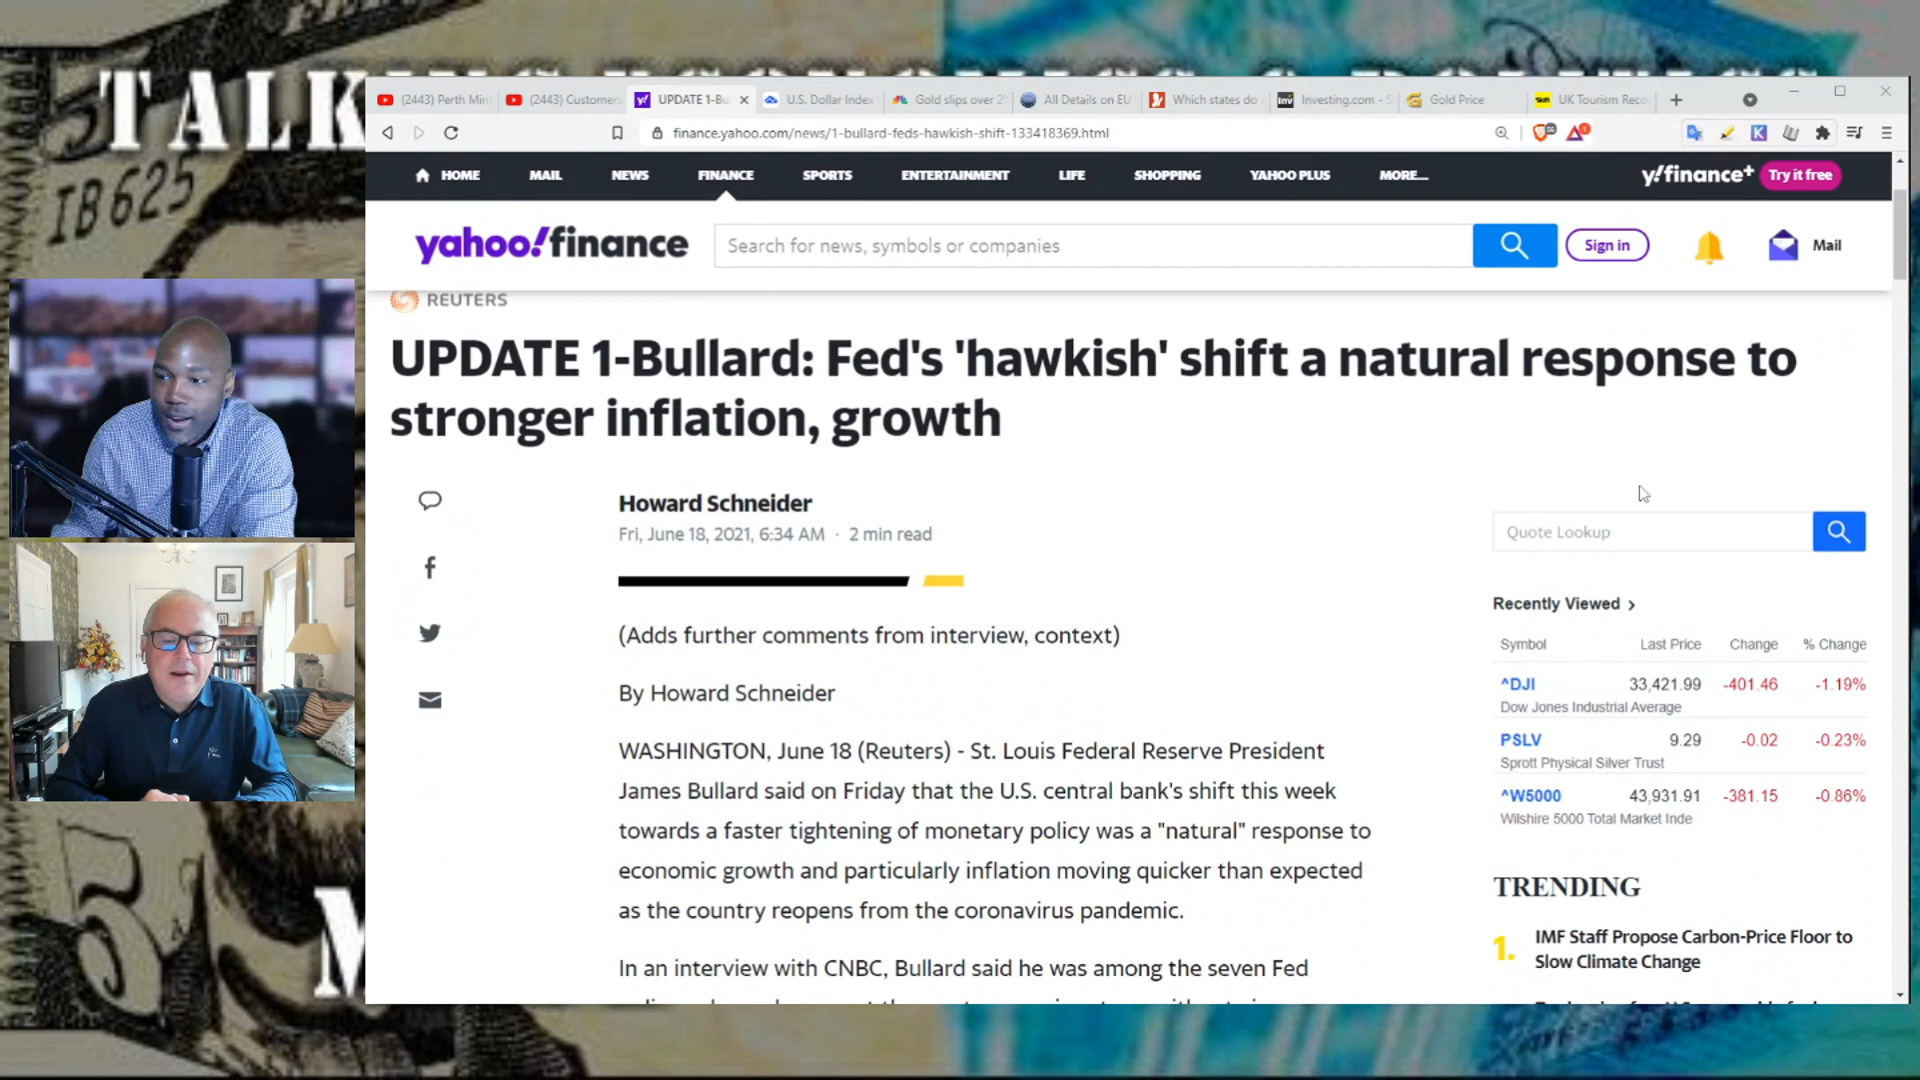 TALK
IB625
(2443) Perth Min
(2443) Customer
UPDATE 1-Bu
U.S. Dollar Index
Gold slips over 2
All Details on EU
Which states do
Investing.com - S
Gold Price
UK Tourism Reco
finance.yahoo.com/news/1-bullard-feds-hawkish-shift-133418369.html
HOME MAIL NEWS FINANCE SPORTS ENTERTAINMENT LIFE SHOPPING YAHOO PLUS MORE...
y!finance+ Try it free
yahoo!finance
Search for news, symbols or companies
Sign in
Mail
REUTERS
UPDATE 1-Bullard: Fed's 'hawkish' shift a natural response to
stronger inflation, growth
Howard Schneider
Fri, June 18, 2021, 6:34 AM · 2 min read
(Adds further comments from interview, context)
By Howard Schneider
WASHINGTON, June 18 (Reuters) - St. Louis Federal Reserve President
James Bullard said on Friday that the U.S. central bank's shift this week
towards a faster tightening of monetary policy was a "natural" response to
economic growth and particularly inflation moving quicker than expected
as the country reopens from the coronavirus pandemic.
In an interview with CNBC, Bullard said he was among the seven Fed
Quote Lookup
Recently Viewed
Symbol Last Price Change % Change
^DJI 33,421.99 -401.46 -1.19%
Dow Jones Industrial Average
PSLV 9.29 -0.02 -0.23%
Sprott Physical Silver Trust
^W5000 43,931.91 -381.15 -0.86%
Wilshire 5000 Total Market Inde
TRENDING
1. IMF Staff Propose Carbon-Price Floor to
Slow Climate Change
5
M